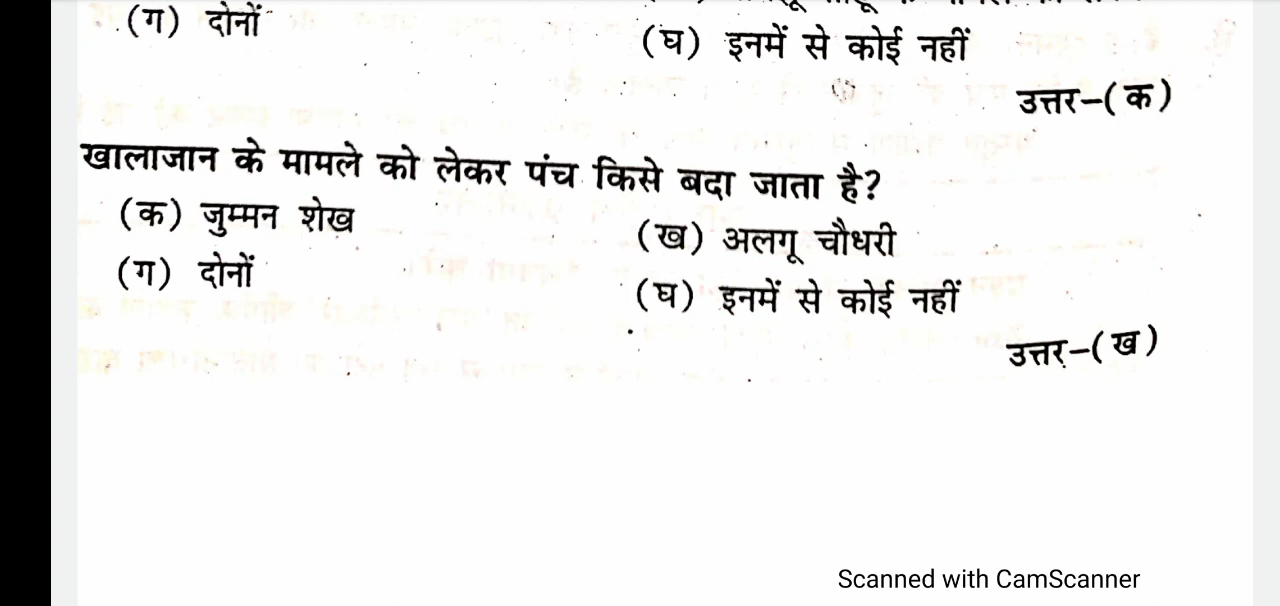 (ग) दोनों
(घ) इनमें से कोई नहीं
उत्तर-(क)
खालाजान के मामले को लेकर पंच किसे बदा जाता है?
(क) जुम्मन शेख
(ख) अलगू चौधरी
(ग) दोनों
(घ) इनमें से कोई नहीं
उत्तर-(ख)
Scanned with CamScanner